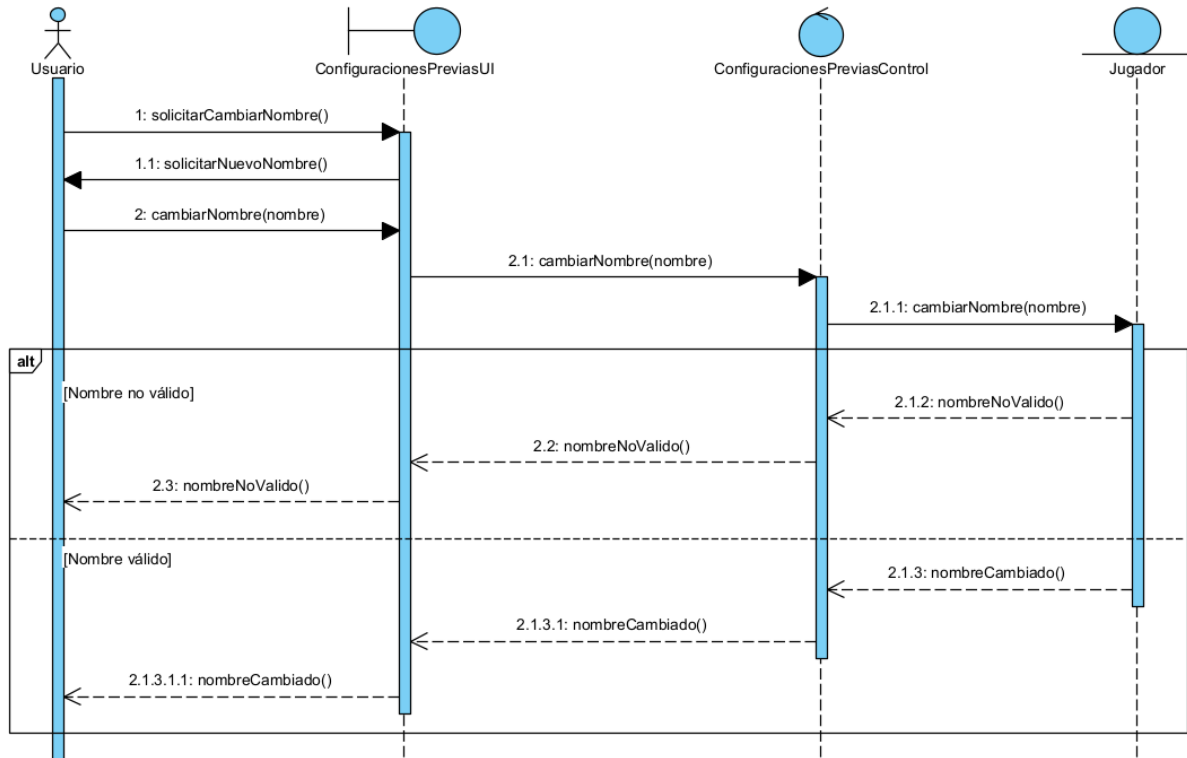 Usuario
ConfiguracionesPreviasUI
ConfiguracionesPreviasControl
Jugador
1: solicitarCambiarNombre()
1.1: solicitarNuevoNombre()
2: cambiarNombre(nombre)
2.1: cambiarNombre(nombre)
2.1.1: cambiarNombre(nombre)
alt
[Nombre no válido]
2.1.2: nombreNoValido()
2.2: nombreNoValido()
2.3: nombreNoValido()
[Nombre válido]
2.1.3: nombreCambiado()
2.1.3.1: nombreCambiado()
2.1.3.1.1: nombreCambiado()